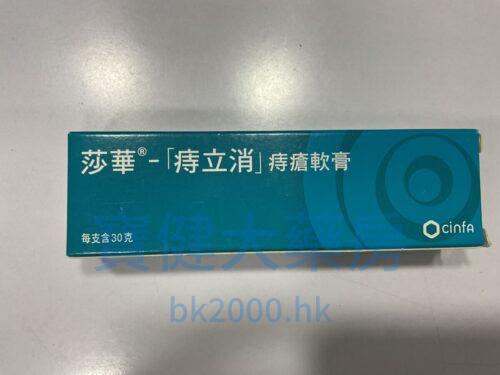 莎華®-「痔立消」痔瘡軟膏
每支含30克
cinfa
寶健大藥房
bk2000.hk